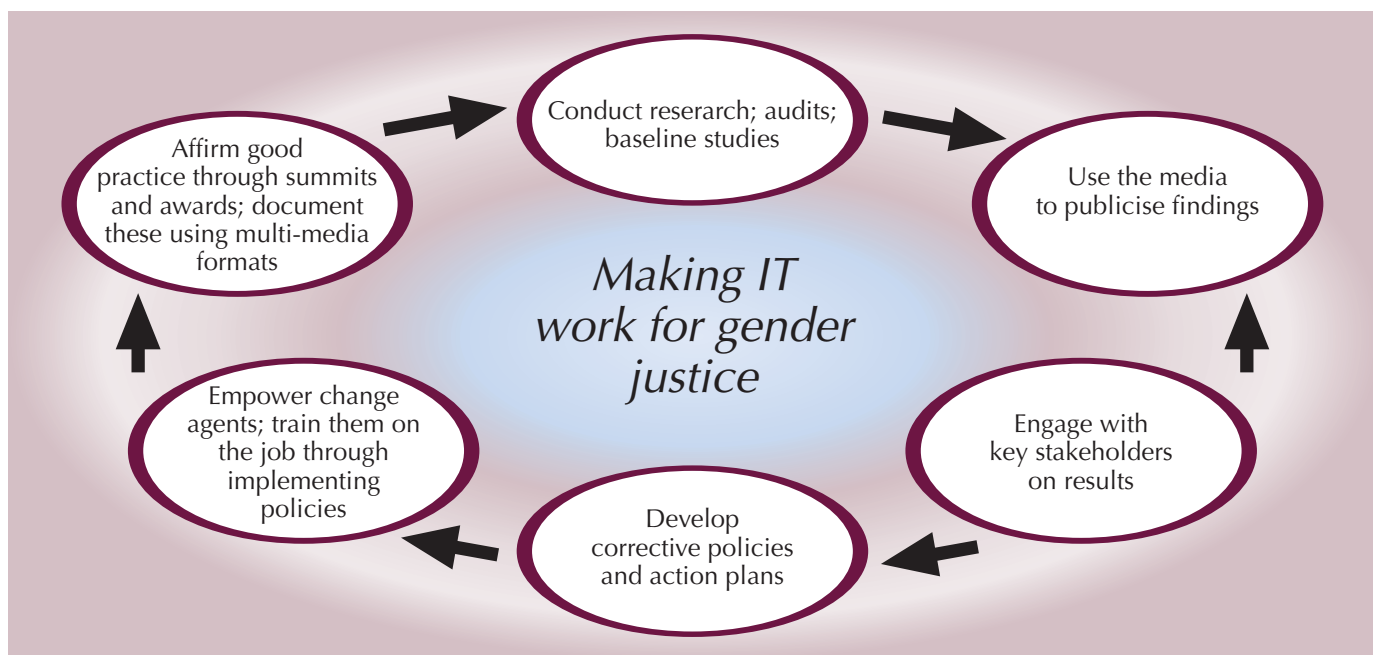 Conduct reserarch; audits;
baseline studies
Use the media
to publicise findings
Engage with
key stakeholders
on results
Develop
corrective policies
and action plans
Empower change
agents; train them on
the job through
implementing
policies
Affirm good
practice through summits
and awards; document
these using multi-media
formats
Making IT
work for gender
justice